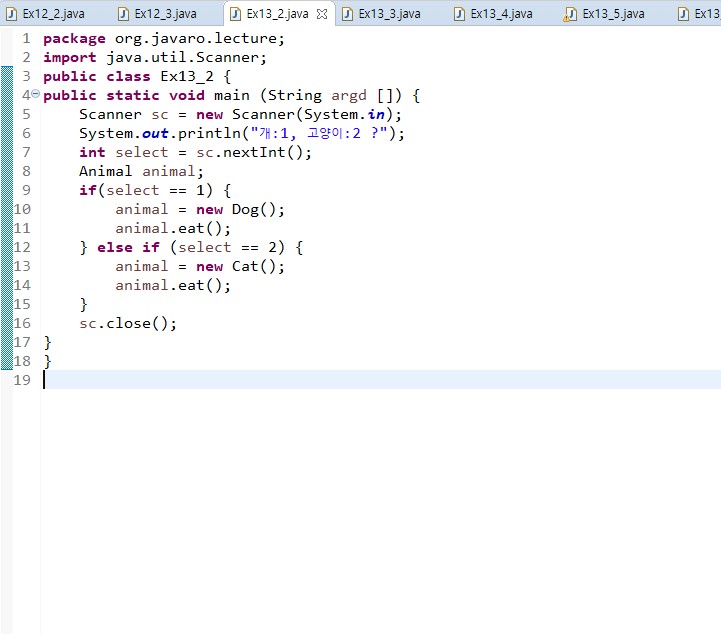 Ex12_2.java Ex12_3.java Ex13_2.java Ex13_3.java Ex13_4.java Ex13_5.java Ex13
1 package org.javaro.lecture;
2 import java.util.Scanner;
3 public class Ex13_2 {
4 public static void main (String argd []) {
5     Scanner sc = new Scanner(System.in);
6     System.out.println("개:1, 고양이:2 ?");
7     int select = sc.nextInt();
8     Animal animal;
9     if(select == 1) {
10         animal = new Dog();
11         animal.eat();
12     } else if (select == 2) {
13         animal = new Cat();
14         animal.eat();
15     }
16     sc.close();
17 }
18 }
19